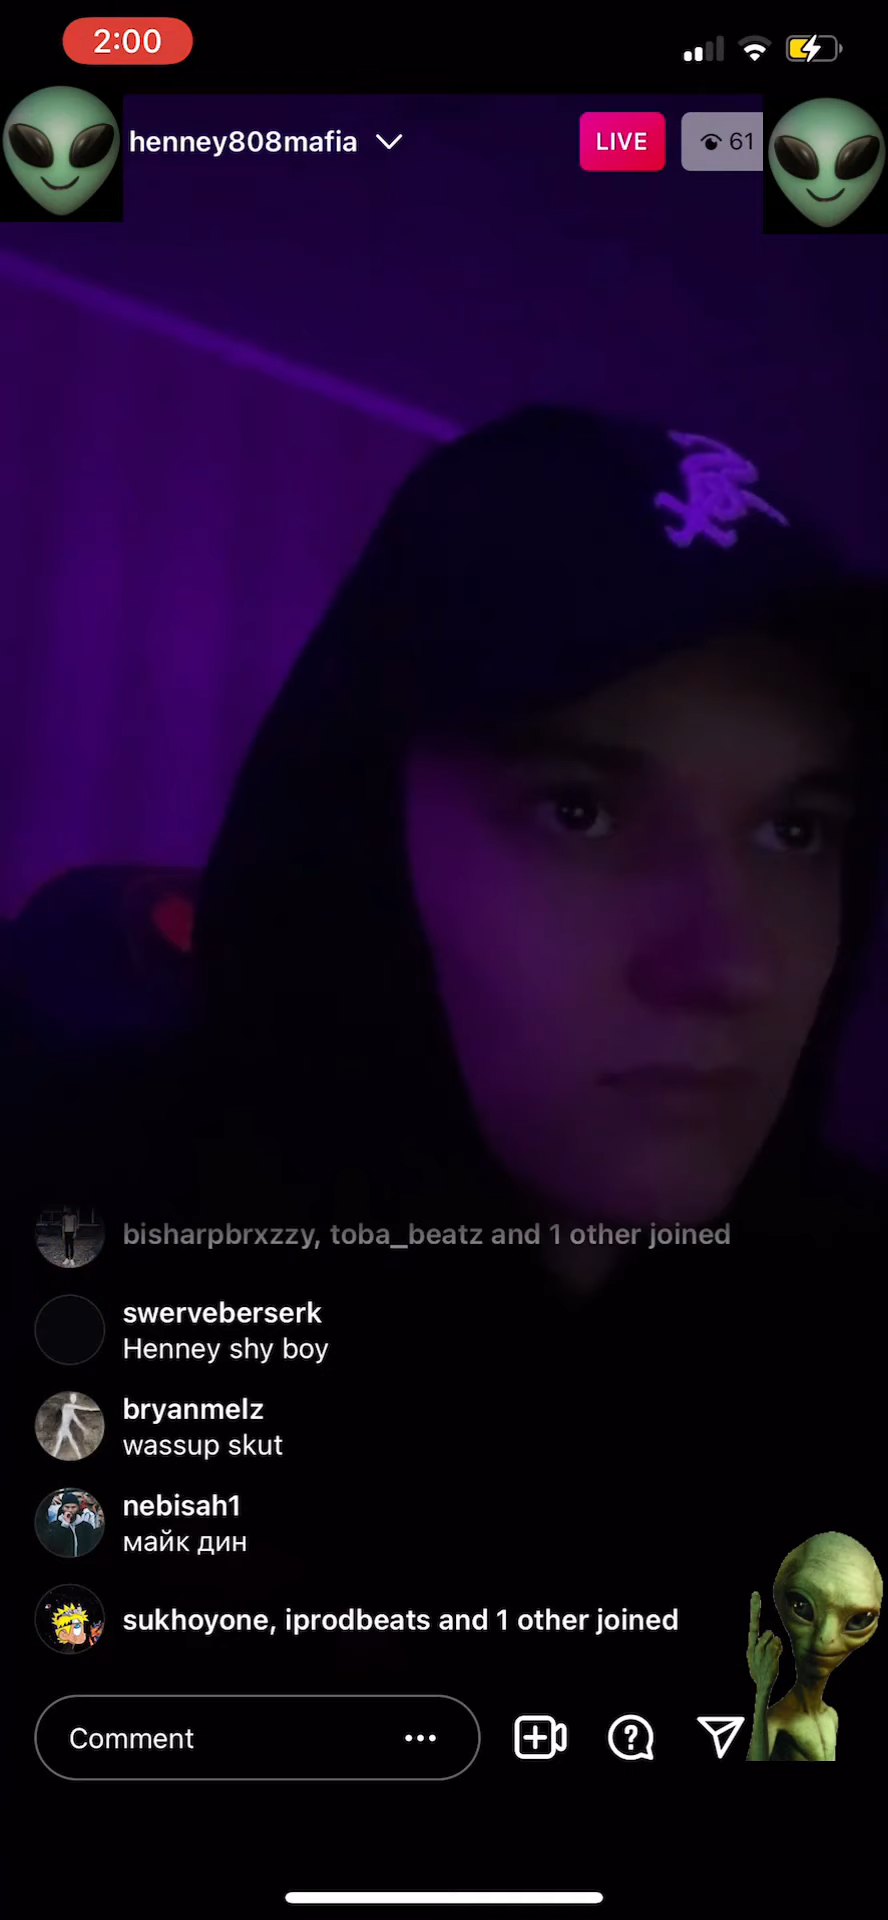 2:00
henney808mafia
LIVE
61
bisharpbrxzzy, toba_beatz and 1 other joined
swerveberserk
Henney shy boy
bryanmelz
wassup skut
nebisah1
майк дин
sukhoyone, iprodbeats and 1 other joined
Comment